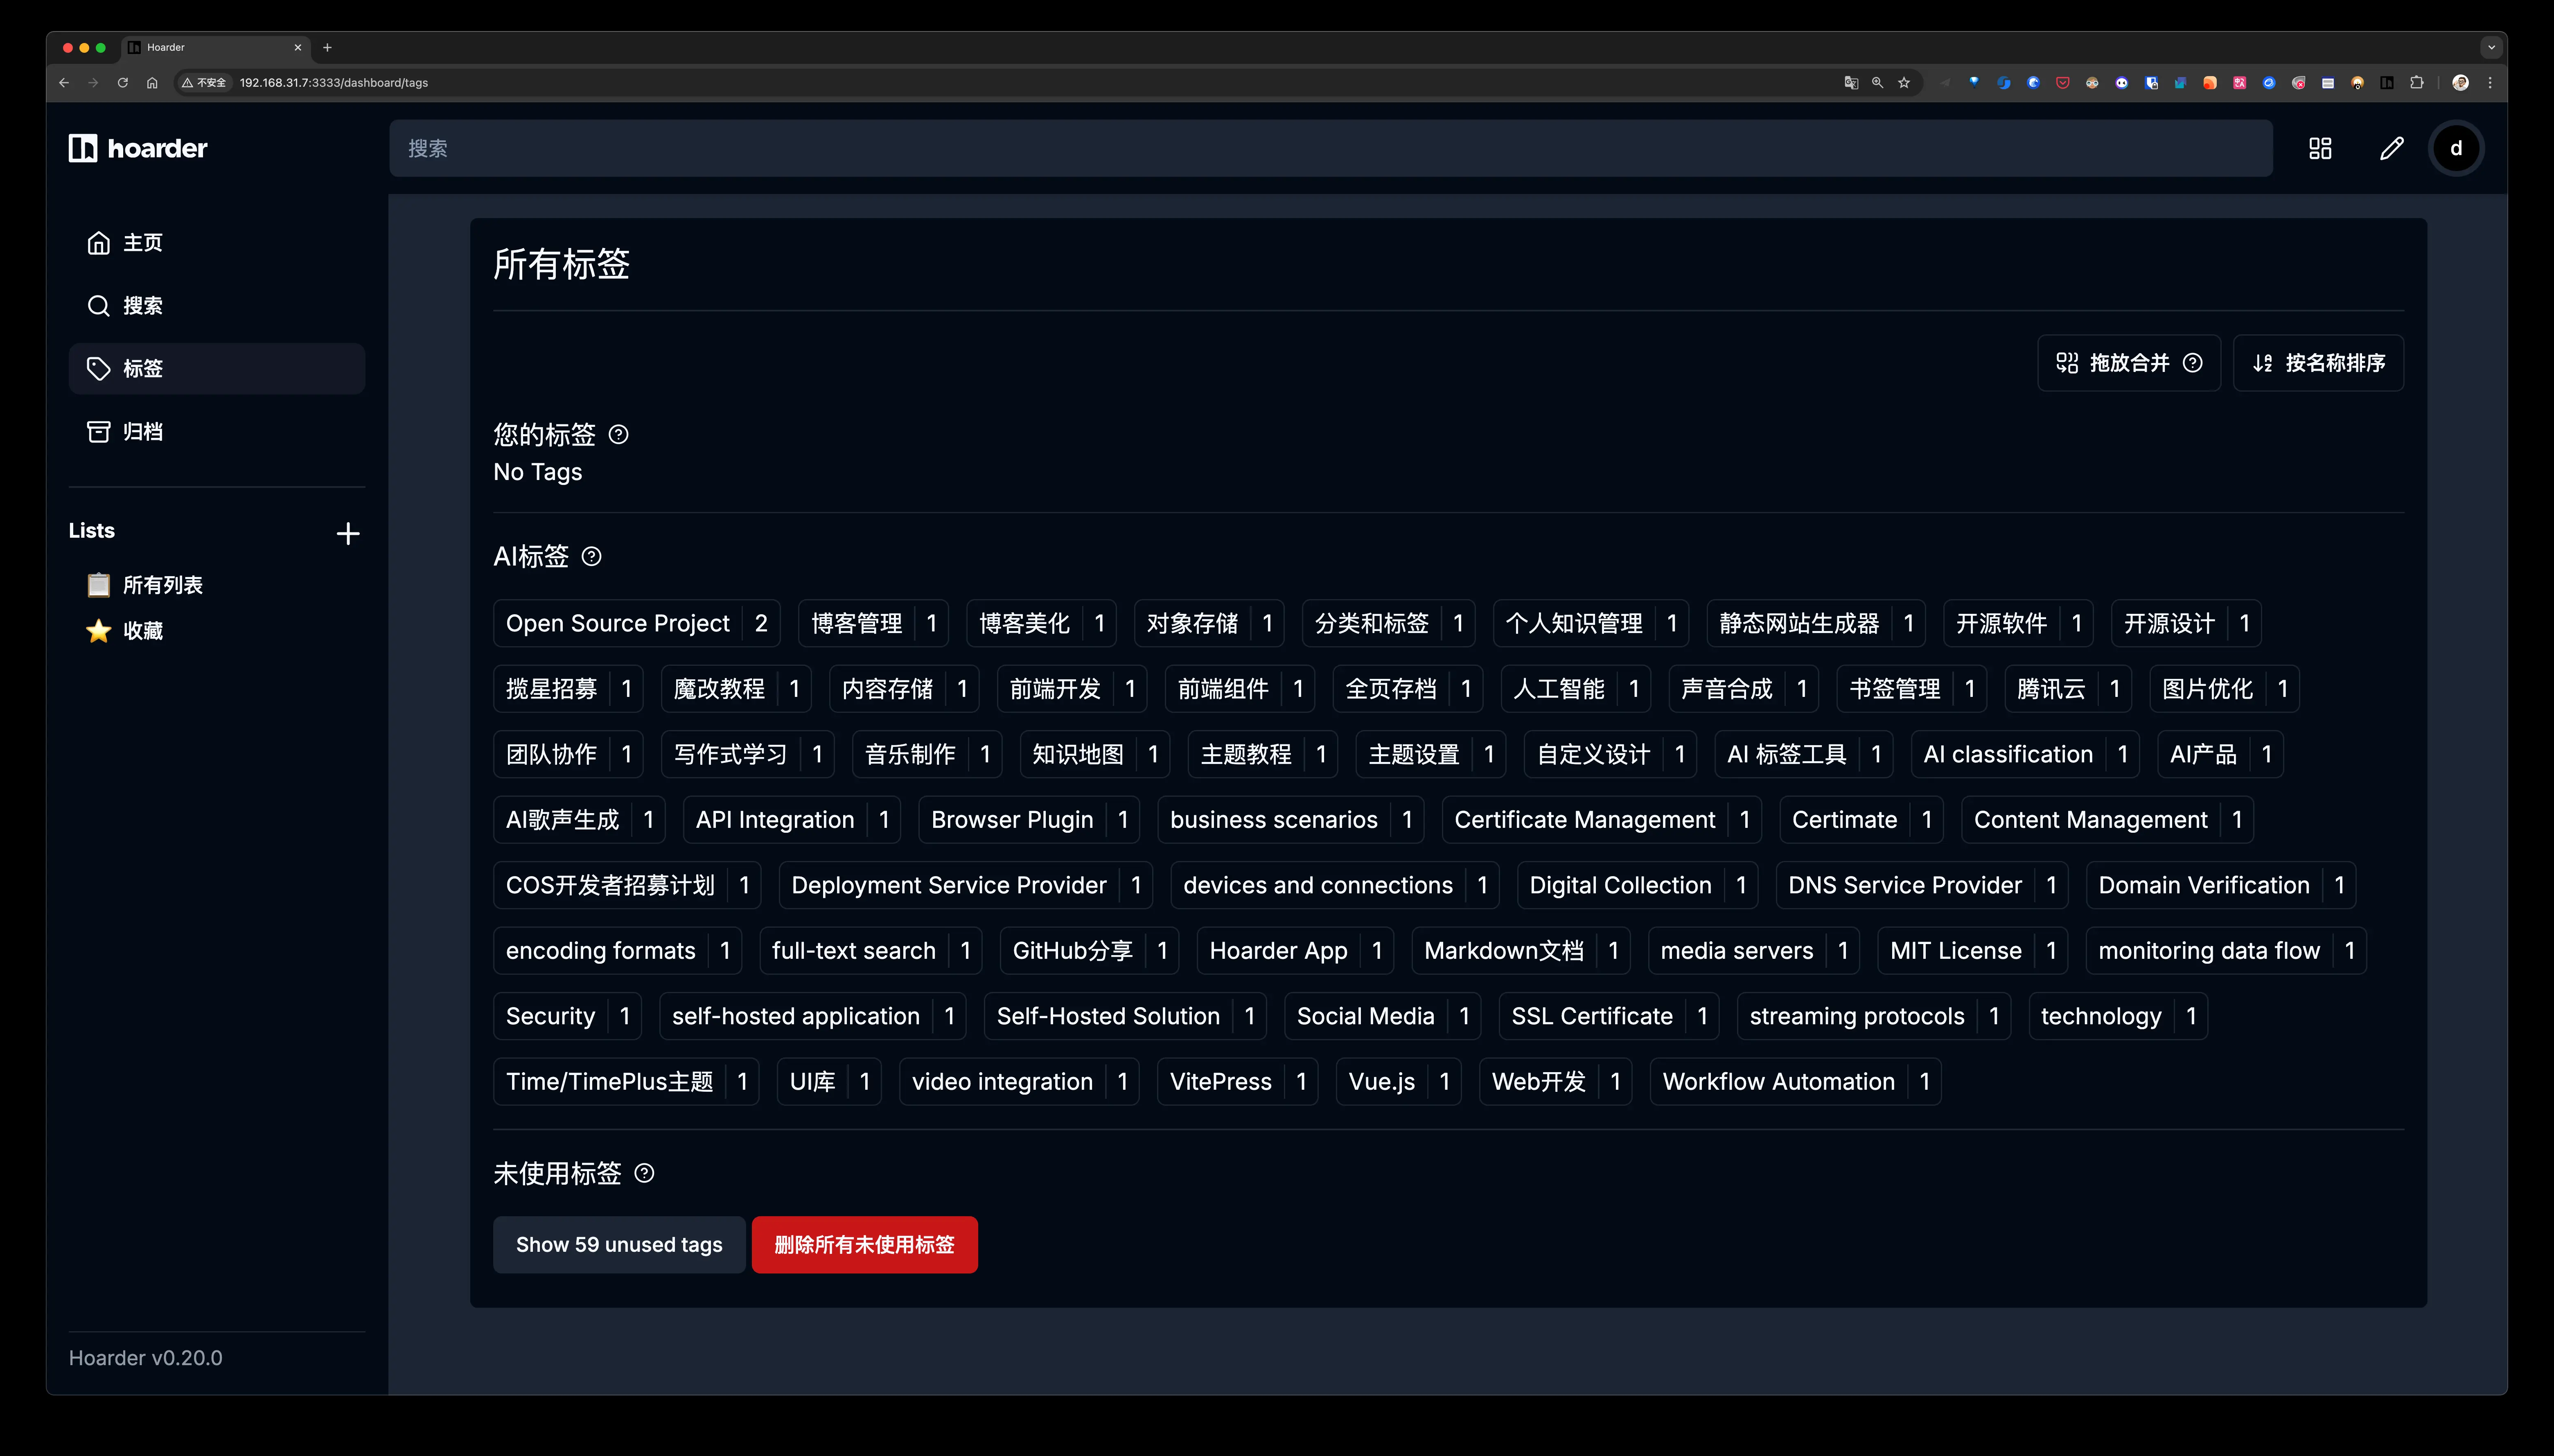 Hoarder
不安全 192.168.31.7:3333/dashboard/tags
hoarder
搜索
d
主页
搜索
标签
归档
Lists
所有列表
收藏
Hoarder v0.20.0
所有标签
拖放合并 按名称排序
您的标签
No Tags
AI标签
Open Source Project 2 博客管理 1 博客美化 1 对象存储 1 分类和标签 1 个人知识管理 1 静态网站生成器 1 开源软件 1 开源设计 1
揽星招募 1 魔改教程 1 内容存储 1 前端开发 1 前端组件 1 全页存档 1 人工智能 1 声音合成 1 书签管理 1 腾讯云 1 图片优化 1
团队协作 1 写作式学习 1 音乐制作 1 知识地图 1 主题教程 1 主题设置 1 自定义设计 1 AI 标签工具 1 AI classification 1 AI产品 1
AI歌声生成 1 API Integration 1 Browser Plugin 1 business scenarios 1 Certificate Management 1 Certimate 1 Content Management 1
COS开发者招募计划 1 Deployment Service Provider 1 devices and connections 1 Digital Collection 1 DNS Service Provider 1 Domain Verification 1
encoding formats 1 full-text search 1 GitHub分享 1 Hoarder App 1 Markdown文档 1 media servers 1 MIT License 1 monitoring data flow 1
Security 1 self-hosted application 1 Self-Hosted Solution 1 Social Media 1 SSL Certificate 1 streaming protocols 1 technology 1
Time/TimePlus主题 1 UI库 1 video integration 1 VitePress 1 Vue.js 1 Web开发 1 Workflow Automation 1
未使用标签
Show 59 unused tags 删除所有未使用标签